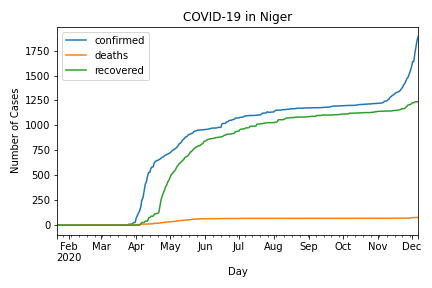 COVID-19 in Niger
confirmed
deaths
recovered
Number of Cases
1750
1500
1250
1000
750
500
250
0
Feb Mar Apr May Jun Jul Aug Sep Oct Nov Dec
2020
Day